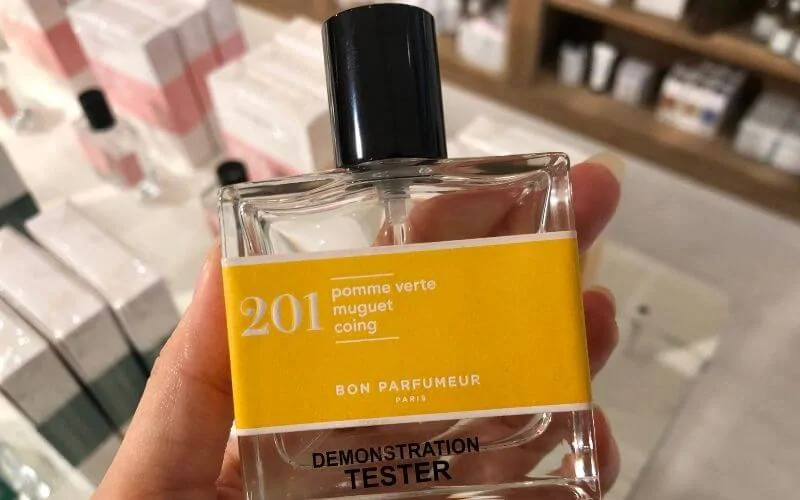 201
pomme verte
muguet
coing
BON PARFUMEUR
PARIS
DEMONSTRATION
TESTER